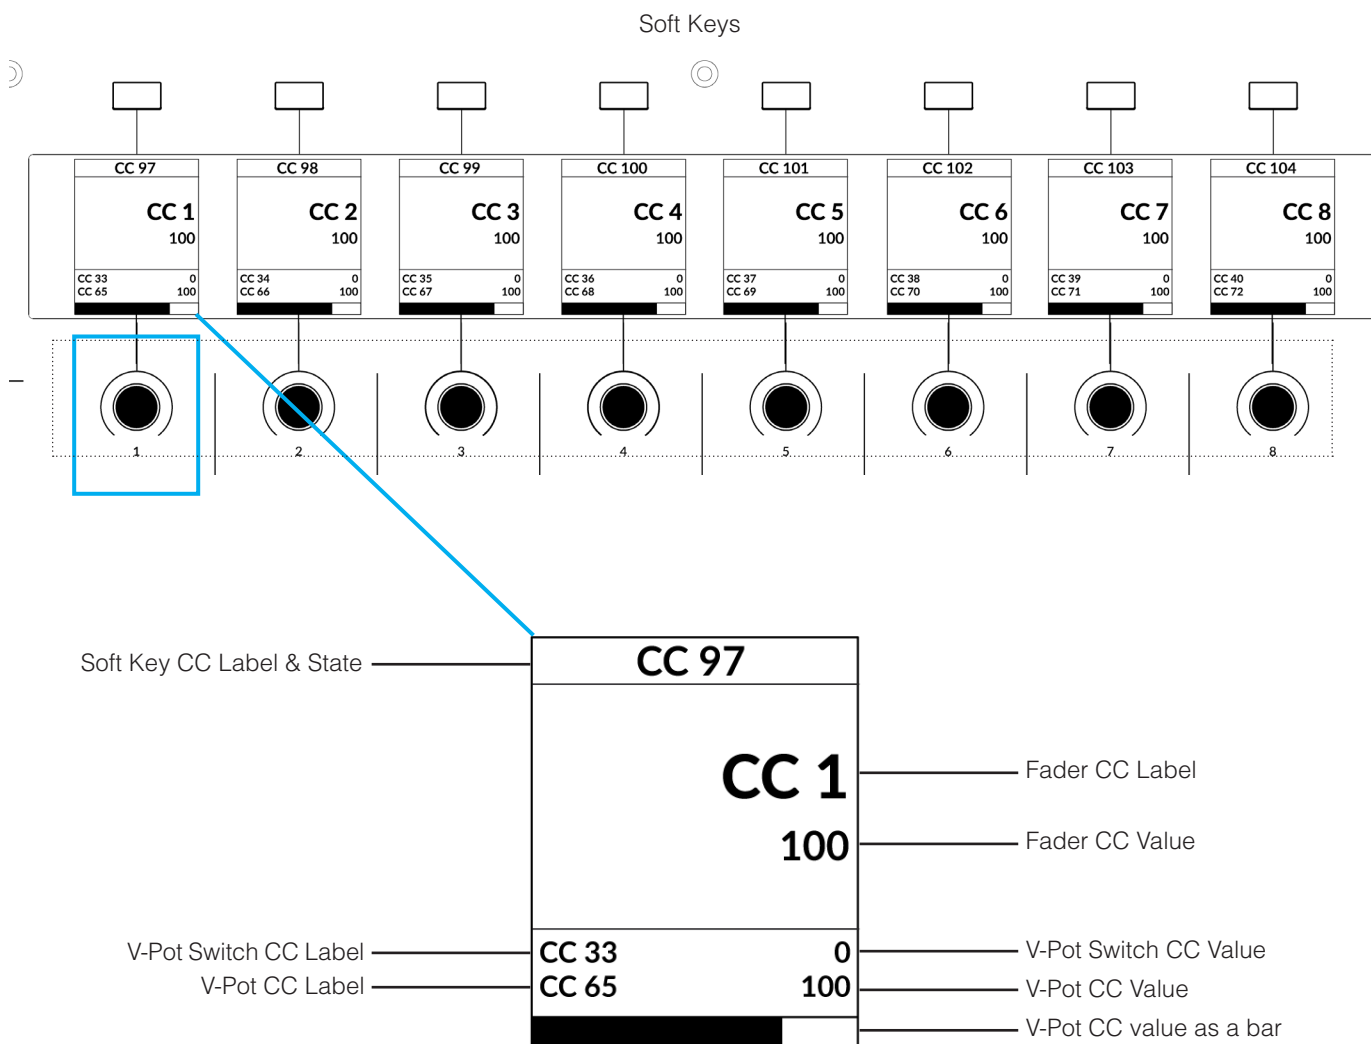 Soft Keys
CC 97 CC 98 CC 99 CC 100 CC 101 CC 102 CC 103 CC 104
CC 1 CC 2 CC 3 CC 4 CC 5 CC 6 CC 7 CC 8
100 100 100 100 100 100 100 100
CC 33 0 CC 34 0 CC 35 0 CC 36 0 CC 37 0 CC 38 0 CC 39 0 CC 40 0
CC 65 100 CC 66 100 CC 67 100 CC 68 100 CC 69 100 CC 70 100 CC 71 100 CC 72 100
1 2 3 4 5 6 7 8
Soft Key CC Label & State CC 97
CC 1 Fader CC Label
100 Fader CC Value
V-Pot Switch CC Label CC 33 0 V-Pot Switch CC Value
V-Pot CC Label CC 65 100 V-Pot CC Value
V-Pot CC value as a bar